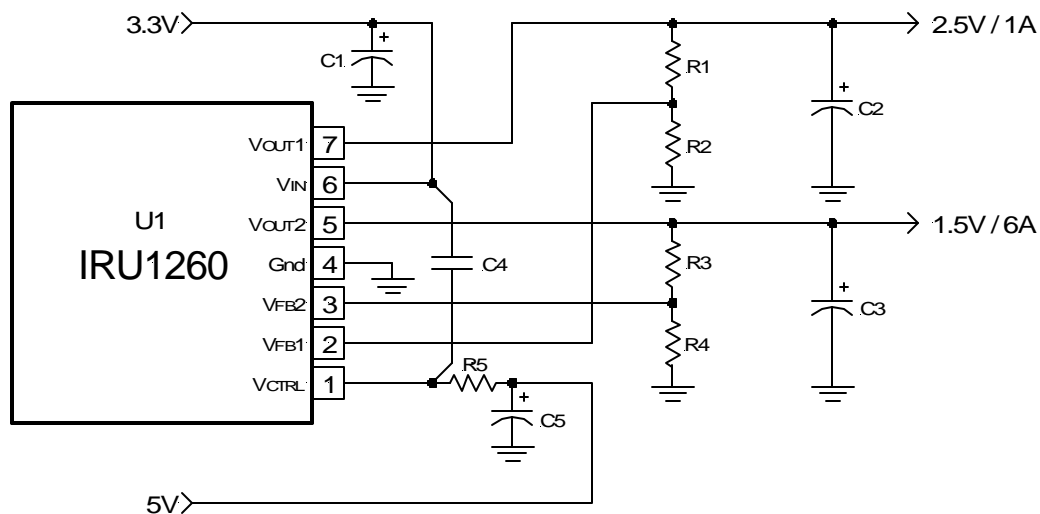 3.3V
C1
+
2.5V / 1A
R1
+
C2
R2
VOUT1 7
VIN 6
U1
IRU1260
VOUT2 5
1.5V / 6A
Gnd 4
C4
R3
+
C3
VFB2 3
R4
VFB1 2
R5
VCTRL 1
+
C5
5V